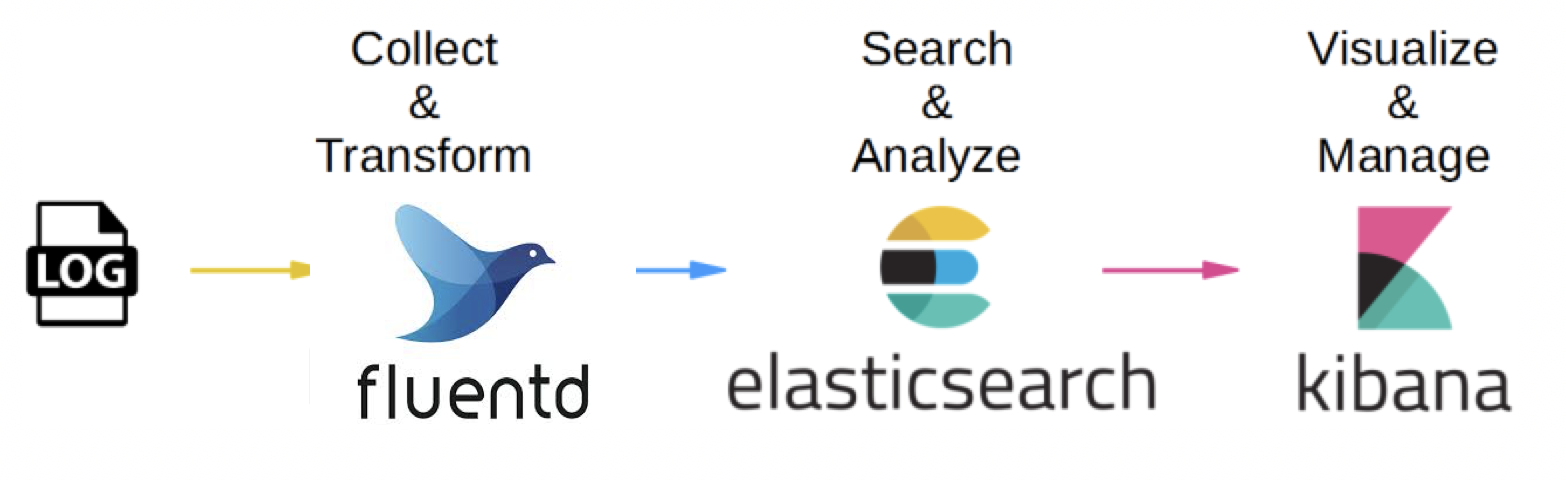 Collect
&
Transform
Search
&
Analyze
Visualize
&
Manage
LOG
fluentd
elasticsearch
kibana